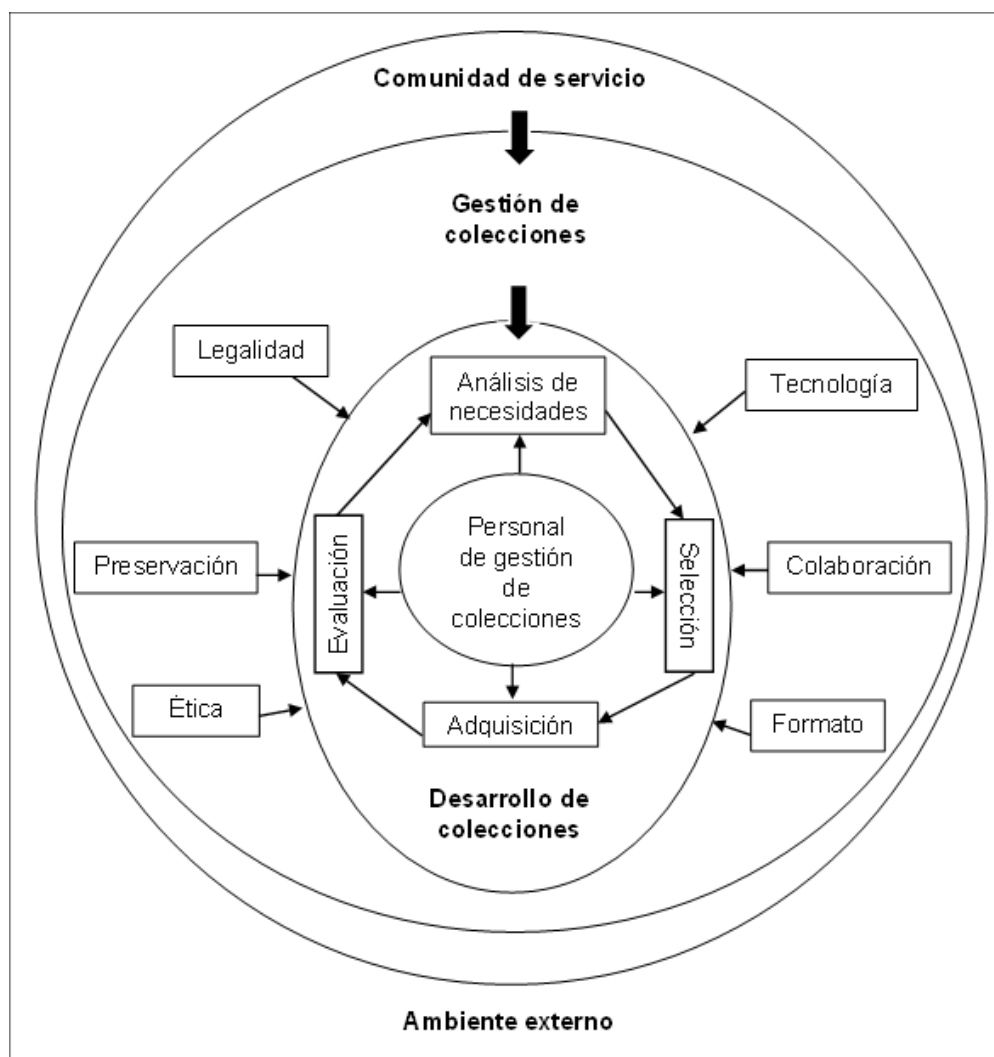 Comunidad de servicio
Gestión de
colecciones
Legalidad
Análisis de
necesidades
Tecnología
Personal
de gestión
de
colecciones
Evaluación
Selección
Preservación
Colaboración
Ética
Adquisición
Formato
Desarrollo de
colecciones
Ambiente externo